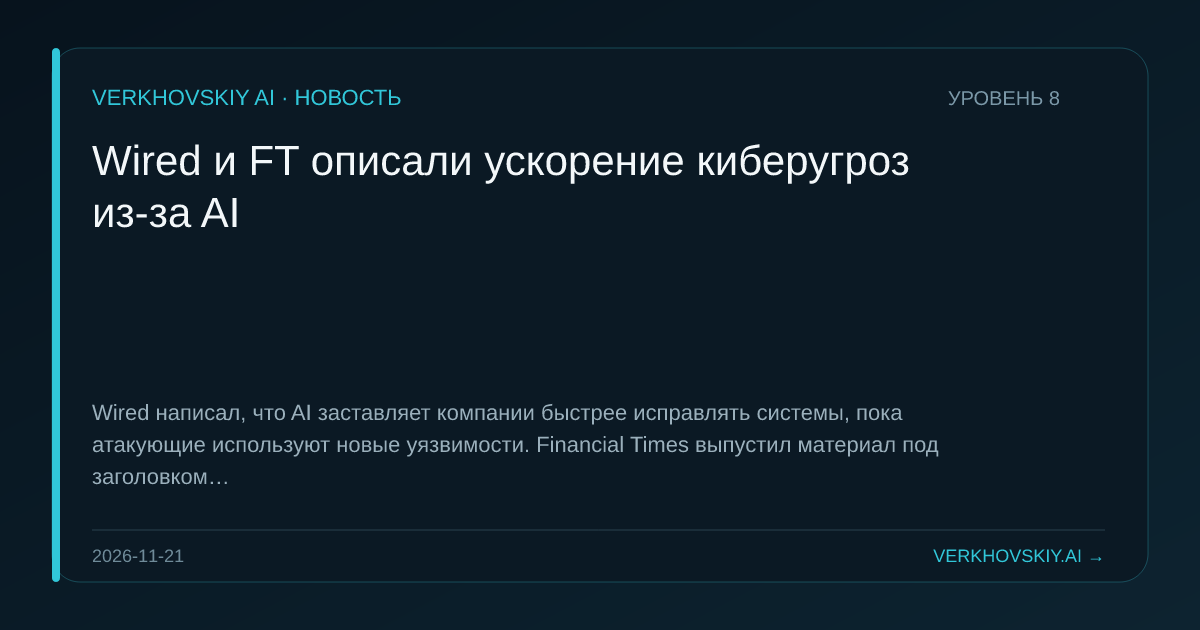 VERKHOVSKIY AI · НОВОСТЬ
УРОВЕНЬ 8
Wired и FT описали ускорение киберугроз
из-за AI
Wired написал, что AI заставляет компании быстрее исправлять системы, пока
атакующие используют новые уязвимости. Financial Times выпустил материал под
заголовком…
2026-11-21
VERKHOVSKIY.AI →